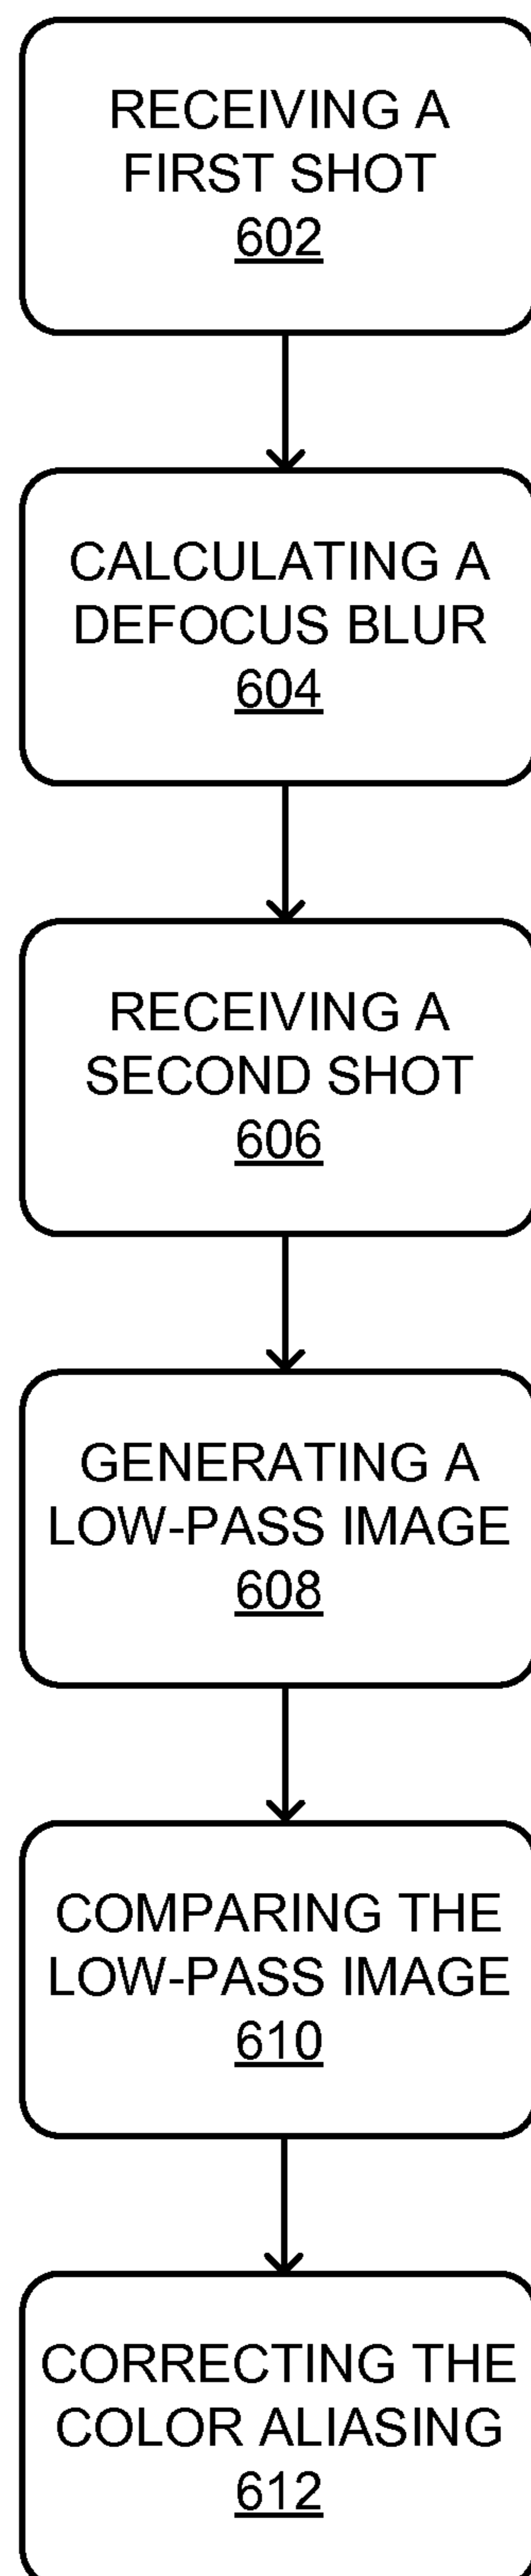 RECEIVING A
FIRST SHOT
602
CALCULATING A
DEFOCUS BLUR
604
RECEIVING A
SECOND SHOT
606
GENERATING A
LOW-PASS IMAGE
608
COMPARING THE
LOW-PASS IMAGE
610
CORRECTING THE
COLOR ALIASING
612